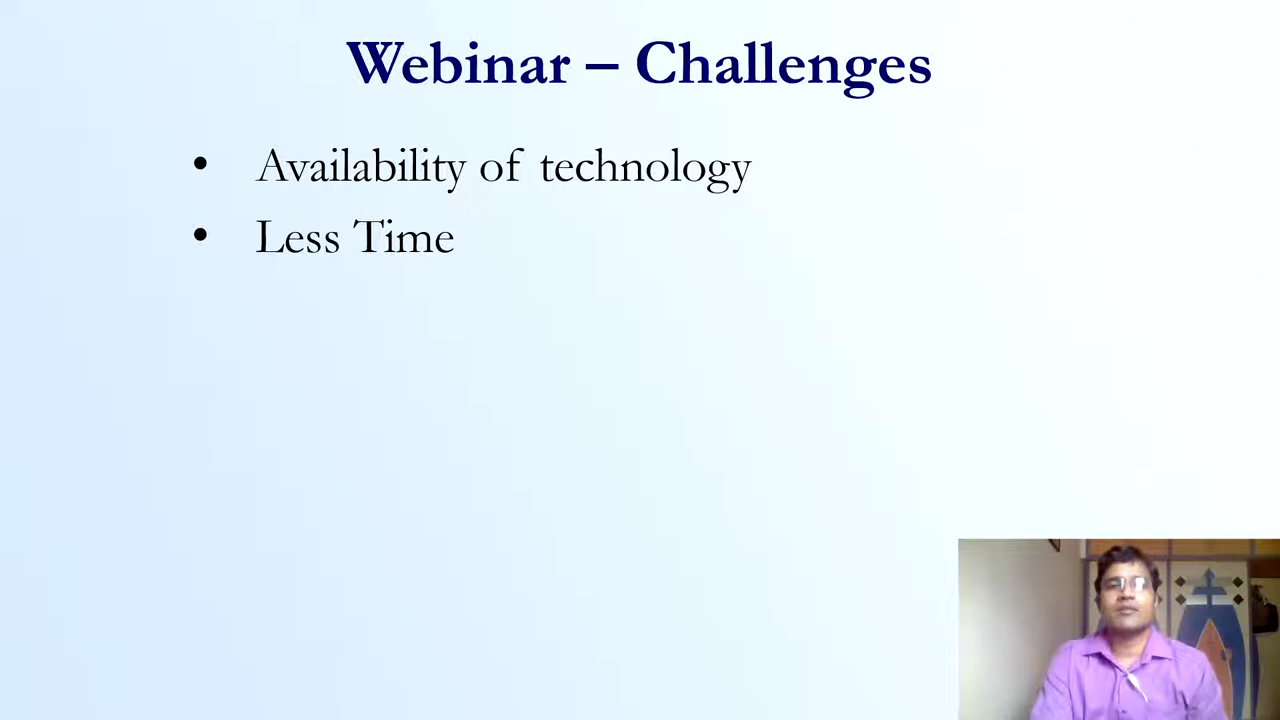 Webinar – Challenges
• Availability of technology
• Less Time